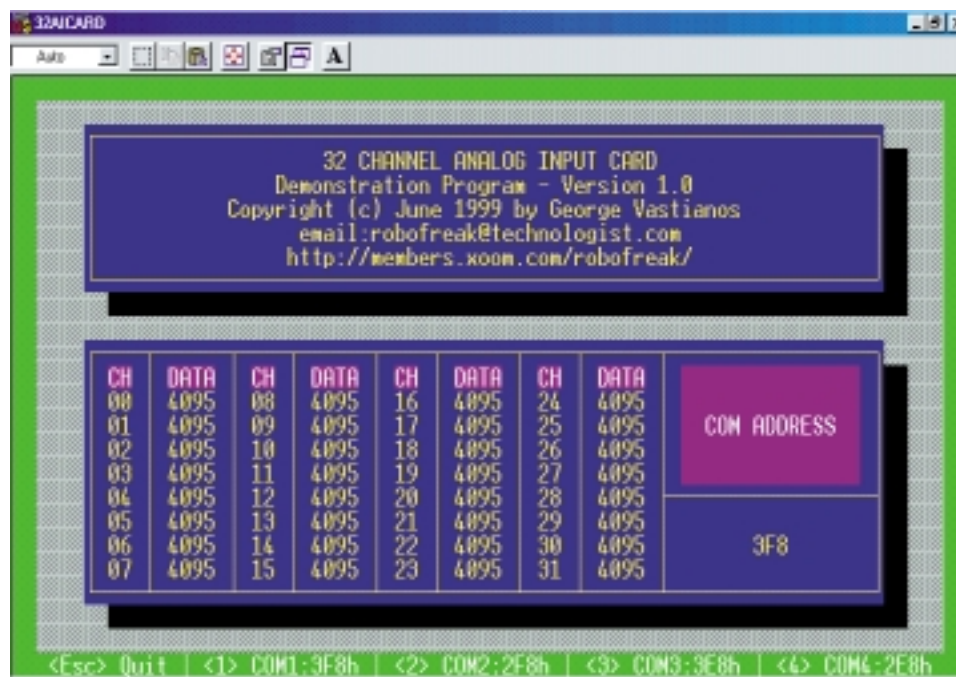 32AICARD
Auto
A
32 CHANNEL ANALOG INPUT CARD
Demonstration Program - Version 1.0
Copyright (c) June 1999 by George Vastianos
email:robofreak@technologist.com
http://members.xoom.com/robofreak/
CH DATA CH DATA CH DATA CH DATA
00 4095 08 4095 16 4095 24 4095
01 4095 09 4095 17 4095 25 4095
02 4095 10 4095 18 4095 26 4095
03 4095 11 4095 19 4095 27 4095
04 4095 12 4095 20 4095 28 4095
05 4095 13 4095 21 4095 29 4095
06 4095 14 4095 22 4095 30 4095
07 4095 15 4095 23 4095 31 4095
COM ADDRESS
3F8
<Esc> Quit | <1> COM1:3F8h | <2> COM2:2F8h | <3> COM3:3E8h | <4> COM4:2E8h